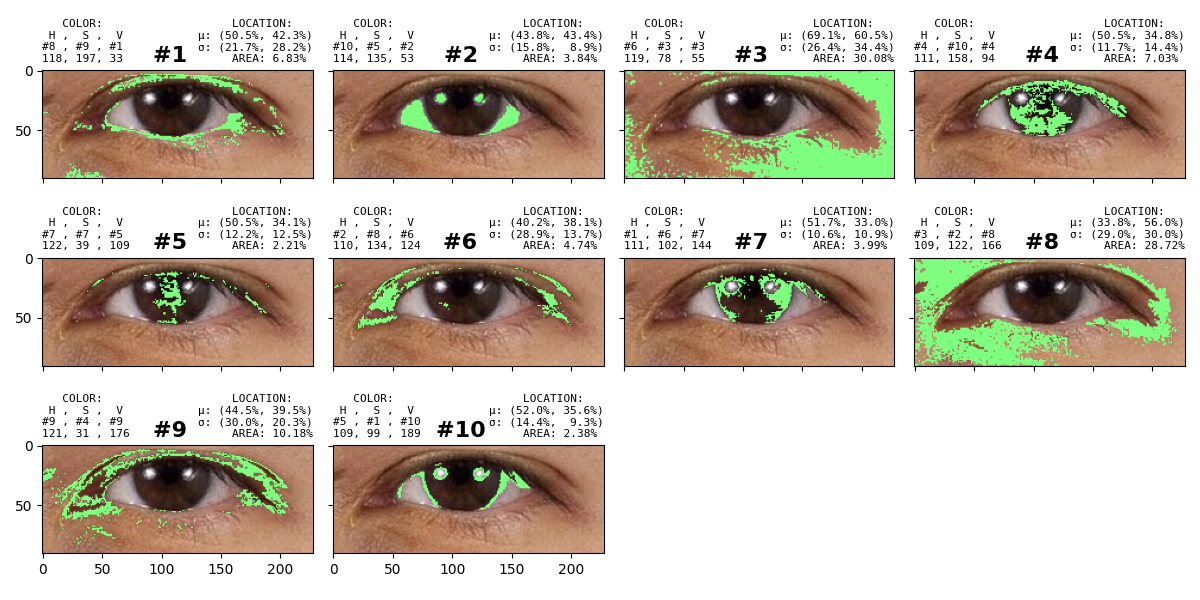 COLOR: LOCATION:
H , S , V μ: (50.5%, 42.3%)
#8 , #9 , #1 σ: (21.7%, 28.2%)
118, 197, 33 #1 AREA: 6.83%
COLOR: LOCATION:
H , S , V μ: (43.8%, 43.4%)
#10, #5 , #2 σ: (15.8%, 8.9%)
114, 135, 53 #2 AREA: 3.84%
COLOR: LOCATION:
H , S , V μ: (69.1%, 60.5%)
#6 , #3 , #3 σ: (26.4%, 34.4%)
119, 78 , 55 #3 AREA: 30.08%
COLOR: LOCATION:
H , S , V μ: (50.5%, 34.8%)
#4 , #10, #4 σ: (11.7%, 14.4%)
111, 158, 94 #4 AREA: 7.03%
0
50
COLOR: LOCATION:
H , S , V μ: (50.5%, 34.1%)
#7 , #7 , #5 σ: (12.2%, 12.5%)
122, 39 , 109 #5 AREA: 2.21%
COLOR: LOCATION:
H , S , V μ: (40.2%, 38.1%)
#2 , #8 , #6 σ: (28.9%, 13.7%)
110, 134, 124 #6 AREA: 4.74%
COLOR: LOCATION:
H , S , V μ: (51.7%, 33.0%)
#1 , #6 , #7 σ: (10.6%, 10.9%)
111, 102, 144 #7 AREA: 3.99%
COLOR: LOCATION:
H , S , V μ: (33.8%, 56.0%)
#3 , #2 , #8 σ: (29.0%, 30.0%)
109, 122, 166 #8 AREA: 28.72%
0
50
COLOR: LOCATION:
H , S , V μ: (44.5%, 39.5%)
#9 , #4 , #9 σ: (30.0%, 20.3%)
121, 31 , 176 #9 AREA: 10.18%
COLOR: LOCATION:
H , S , V μ: (52.0%, 35.6%)
#5 , #1 , #10 σ: (14.4%, 9.3%)
109, 99 , 189 #10 AREA: 2.38%
0
50
0 50 100 150 200
0 50 100 150 200